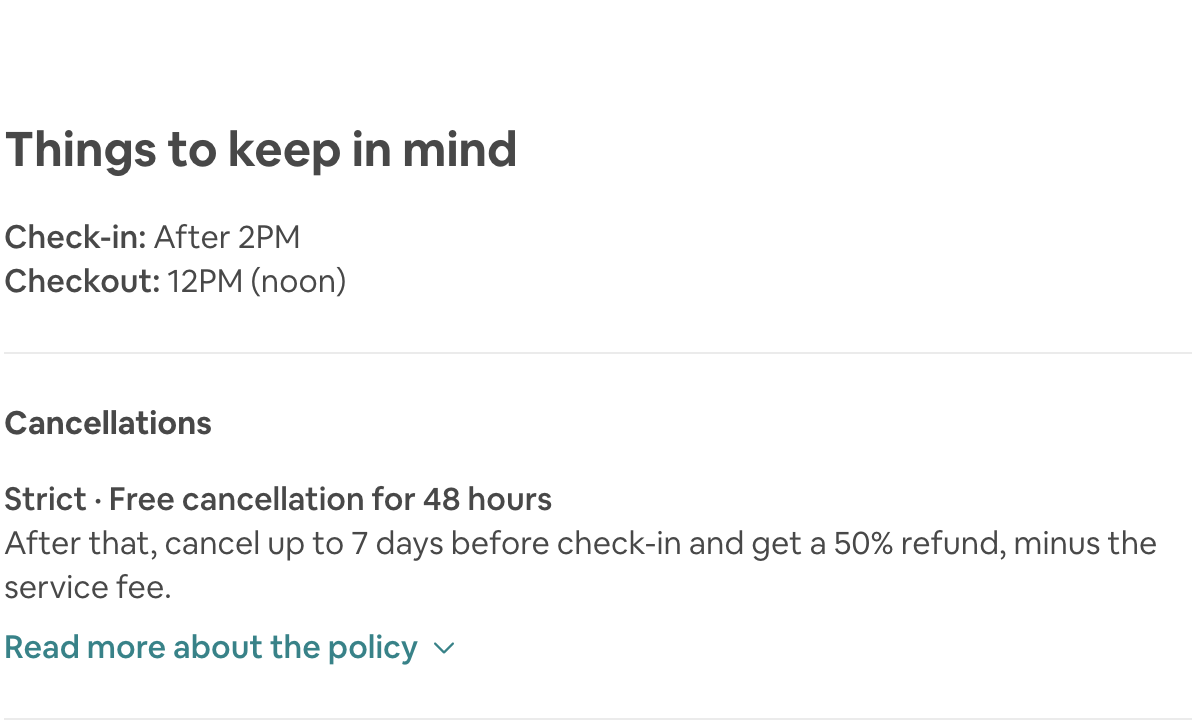 Things to keep in mind
Check-in: After 2PM
Checkout: 12PM (noon)
Cancellations
Strict · Free cancellation for 48 hours
After that, cancel up to 7 days before check-in and get a 50% refund, minus the
service fee.
Read more about the policy